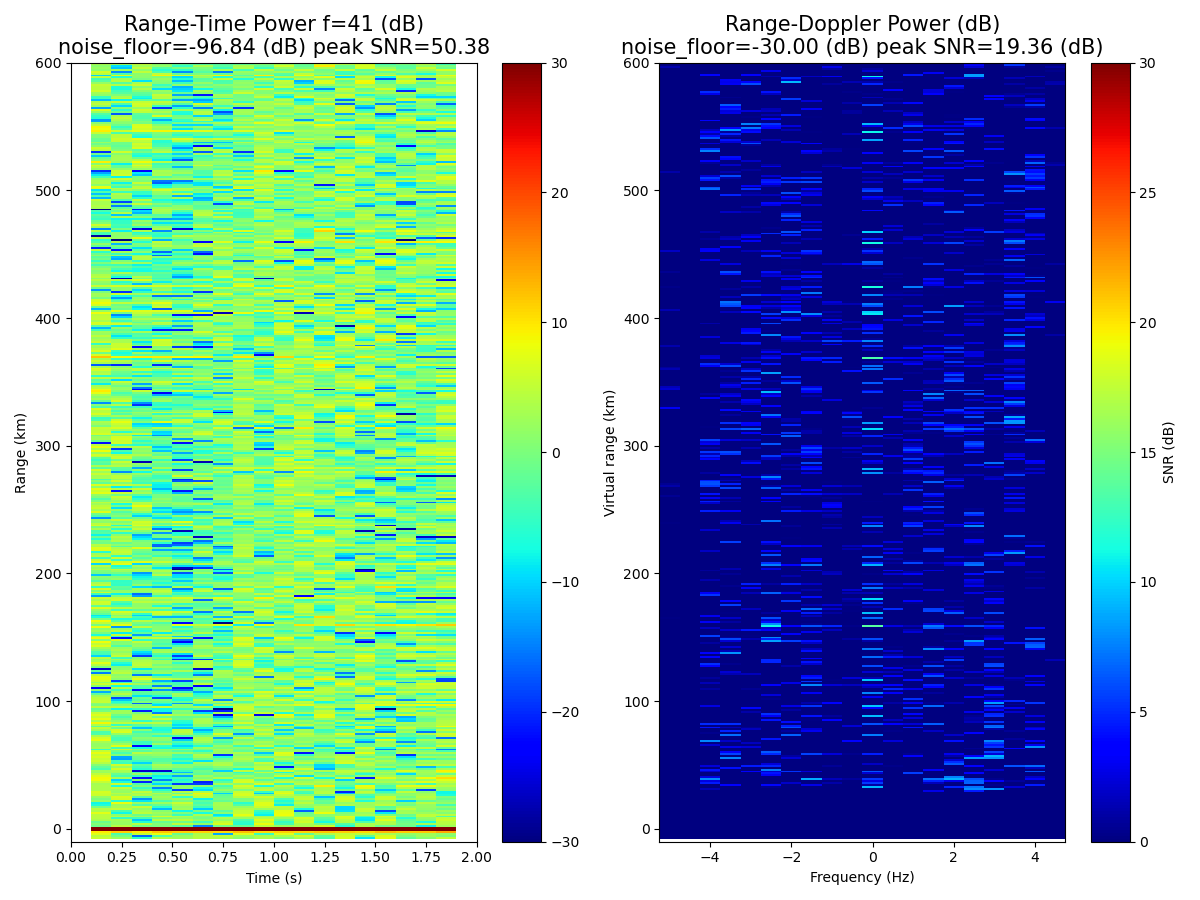 Range-Time Power f=41 (dB)
noise_floor=-96.84 (dB) peak SNR=50.38
Range (km)
600
500
400
300
200
100
0
0.00 0.25 0.50 0.75 1.00 1.25 1.50 1.75 2.00
Time (s)
30
20
10
0
−10
−20
−30
Range-Doppler Power (dB)
noise_floor=-30.00 (dB) peak SNR=19.36 (dB)
Virtual range (km)
600
500
400
300
200
100
0
−4 −2 0 2 4
Frequency (Hz)
30
25
20
15
10
5
0
SNR (dB)